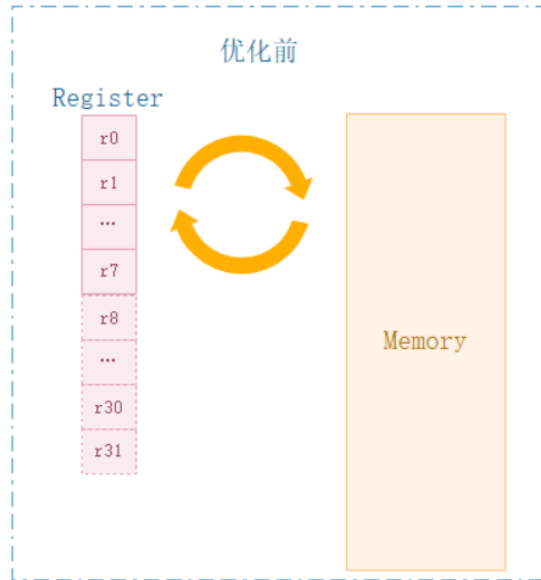 优化前
Register
r0
r1
…
r7
r8
…
r30
r31
Memory